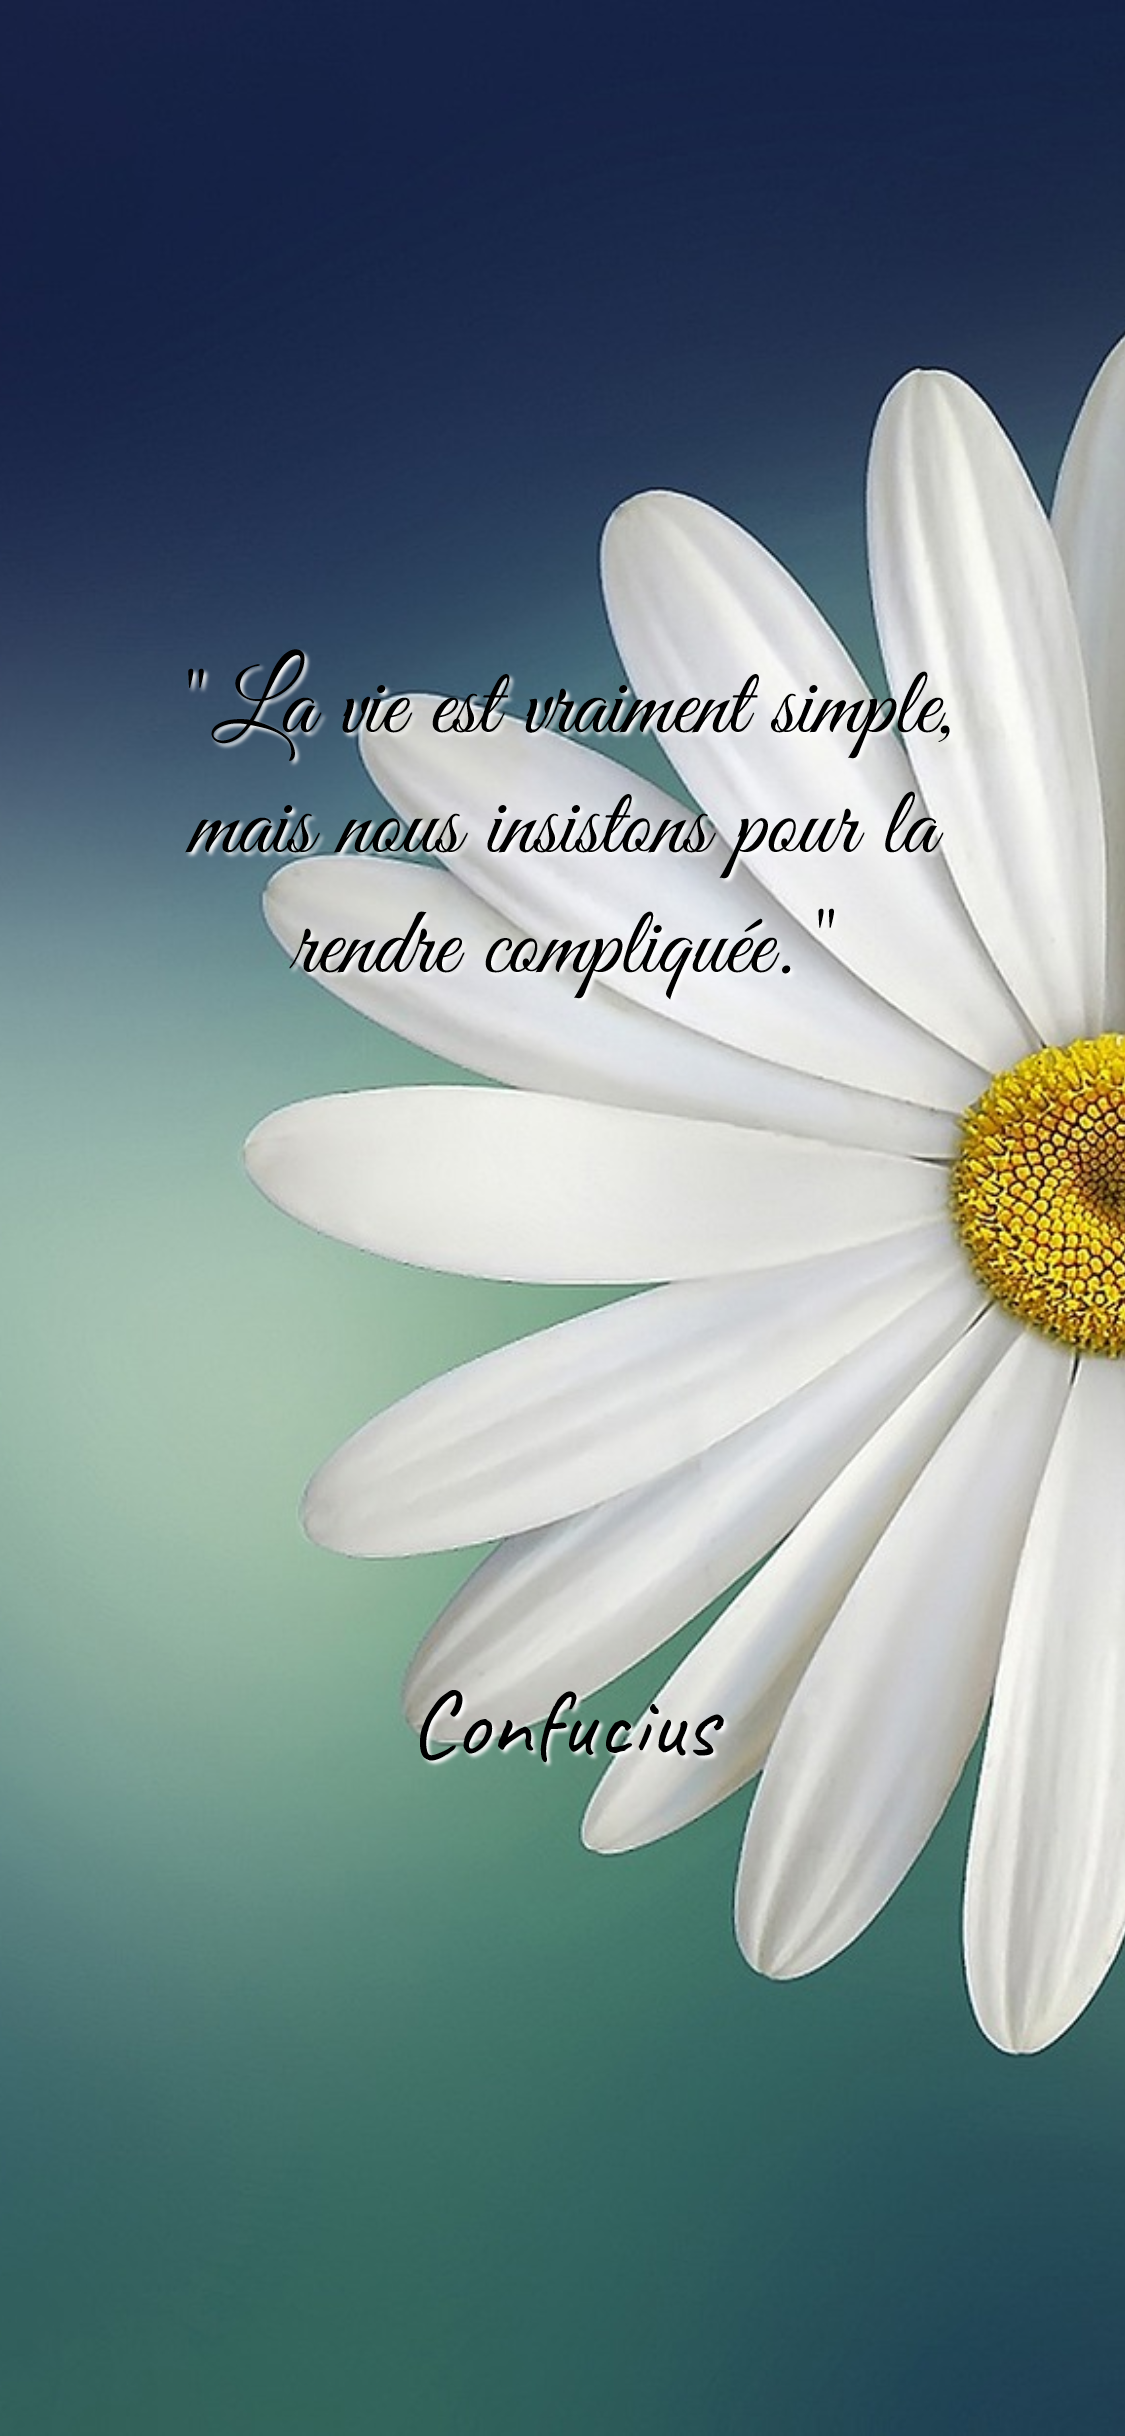 " La vie est vraiment simple,
mais nous insistons pour la
rendre compliquée. "
Confucius